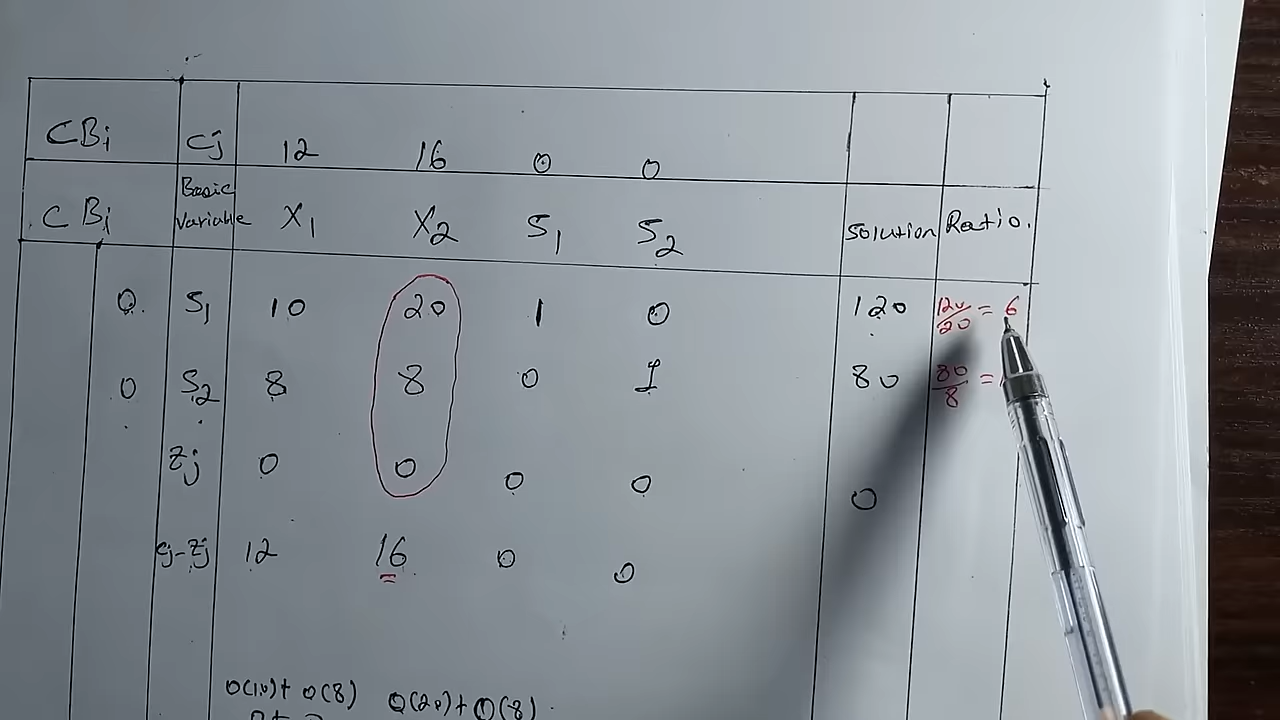 CBi Cj 12 16 0 0
CBi Basic Variable X1 X2 S1 S2 Solution Ratio.
0. S1 10 20 1 0 120 120/20 = 6
0 S2 8 8 0 1 80 80/8 =
Zj 0 0 0 0 0
Cj-Zj 12 16 0 0
0(10)+ 0(8) 0(20)+0(8).